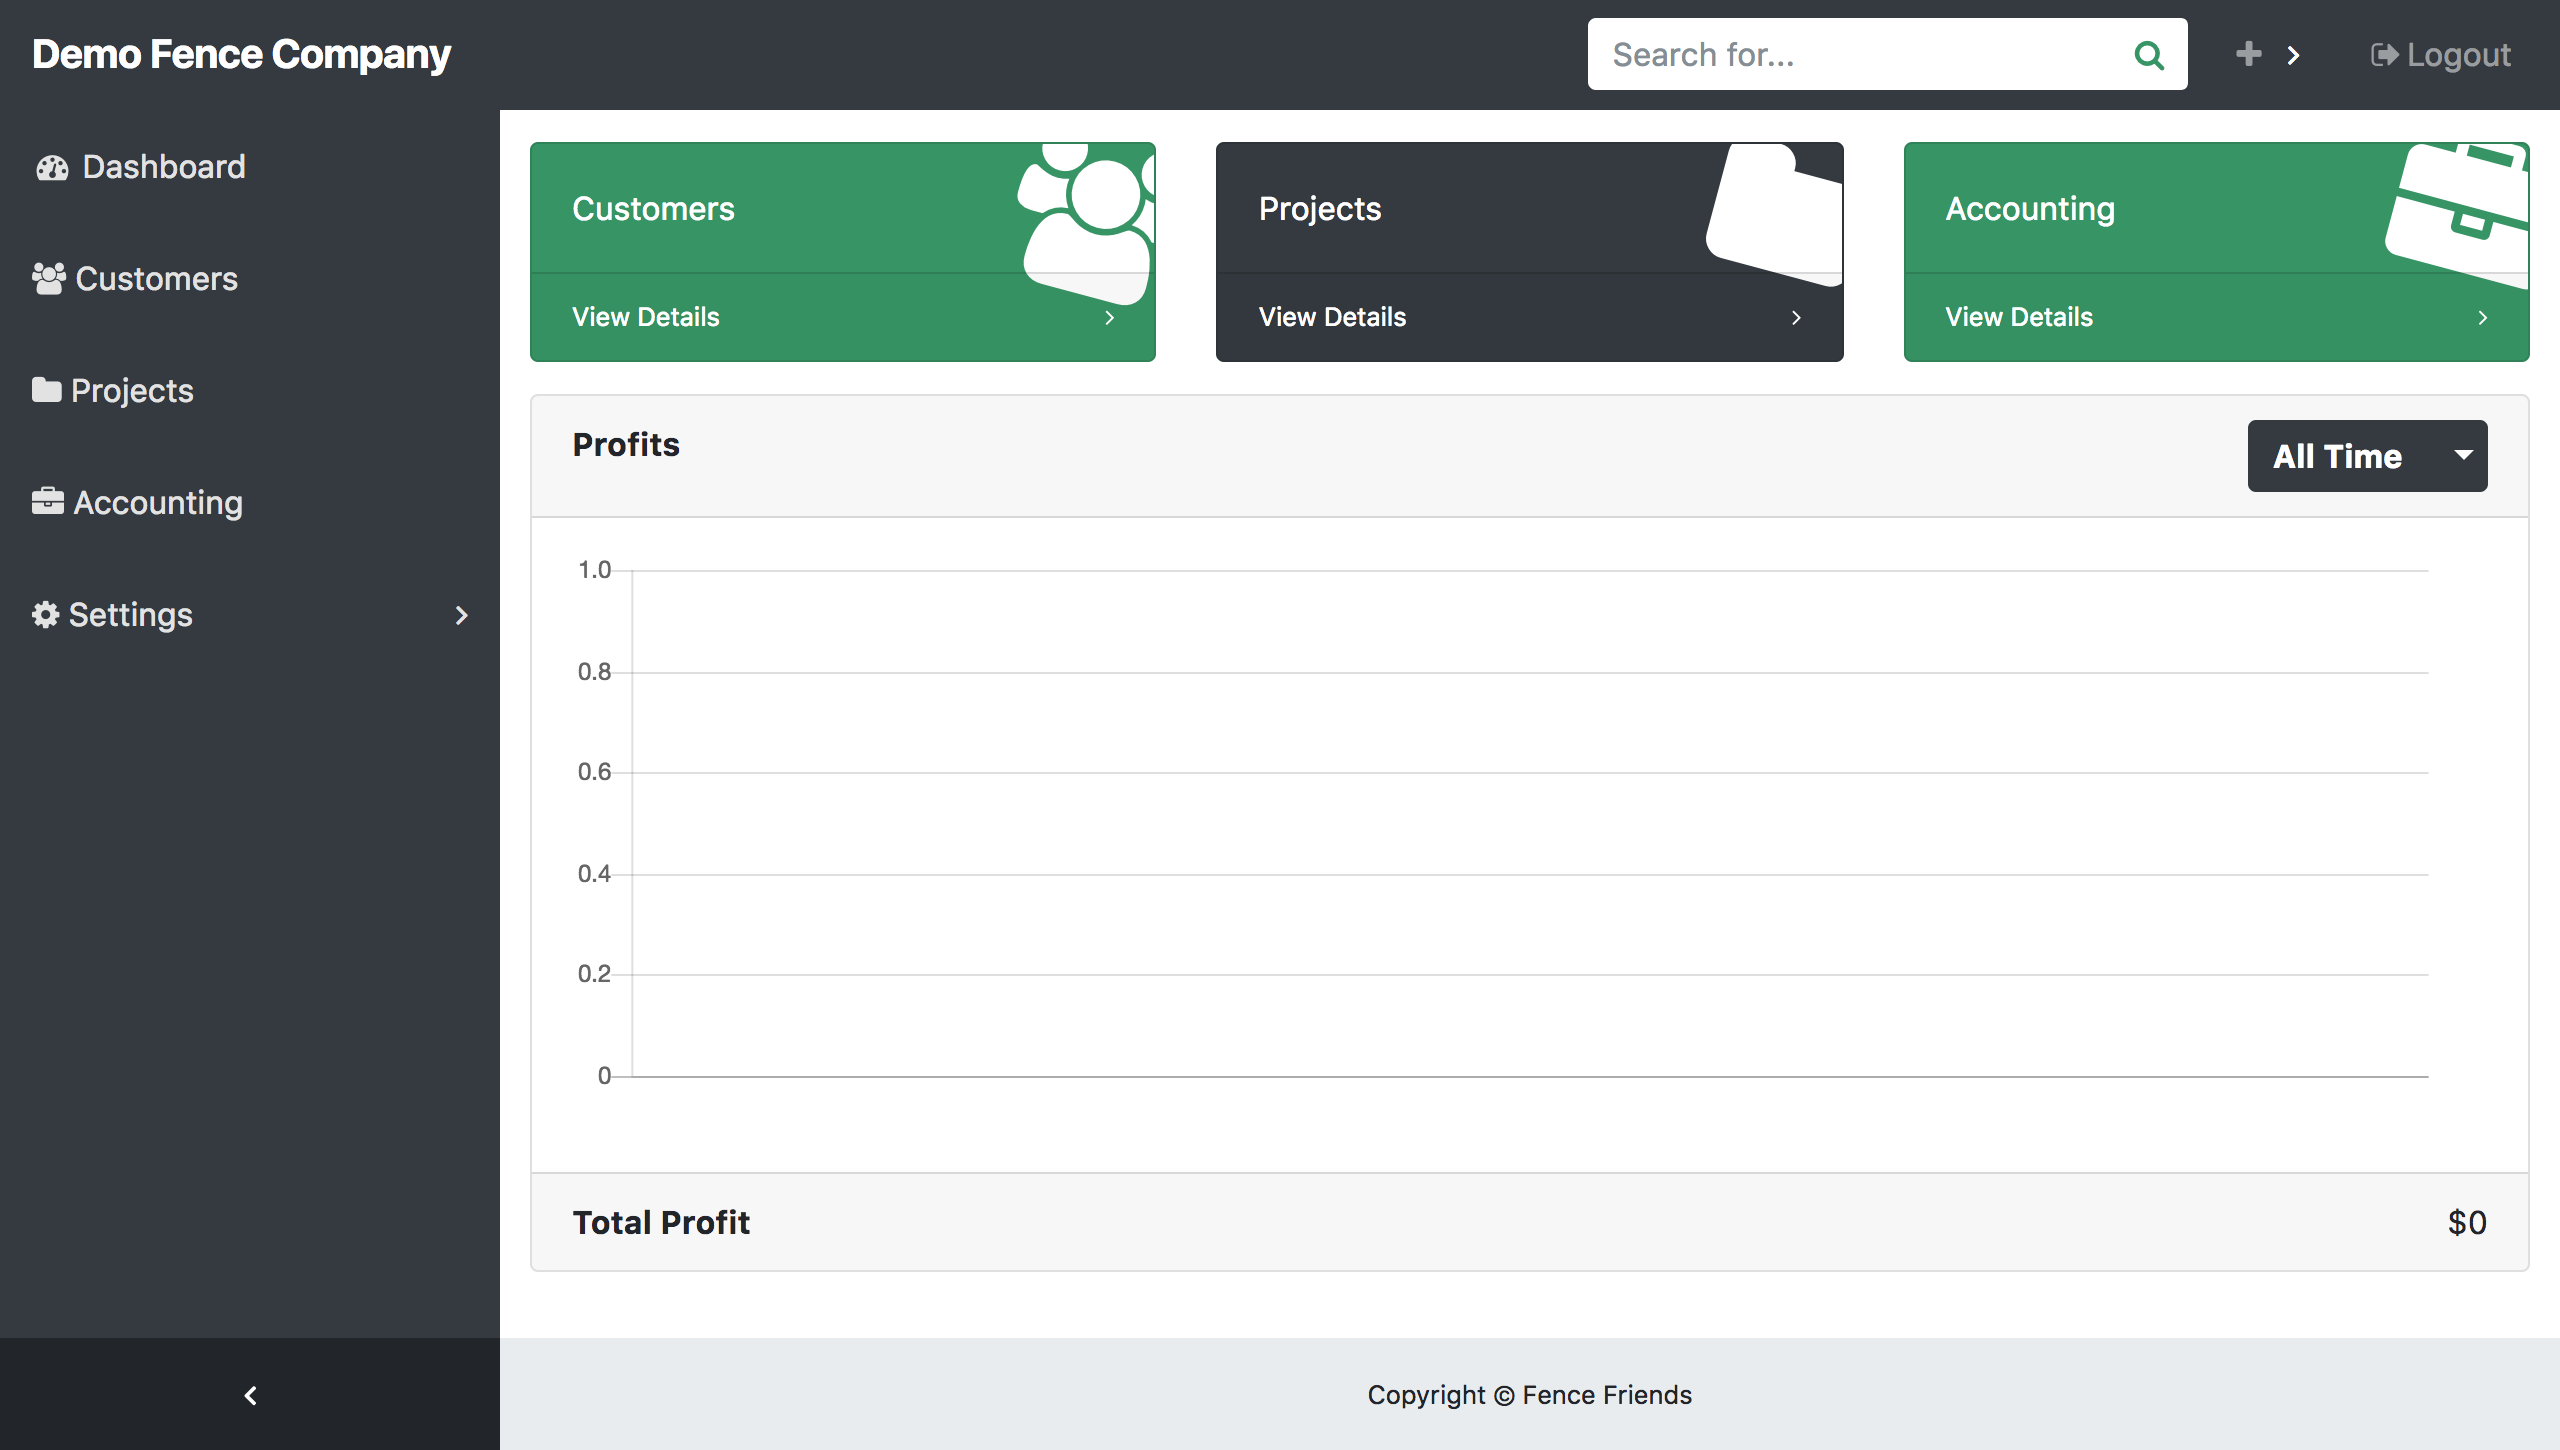 Demo Fence Company
Search for...
Logout
Dashboard
Customers
Projects
Accounting
Settings
Customers
View Details
Projects
View Details
Accounting
View Details
Profits
All Time
1.0
0.8
0.6
0.4
0.2
0
Total Profit
$0
Copyright © Fence Friends